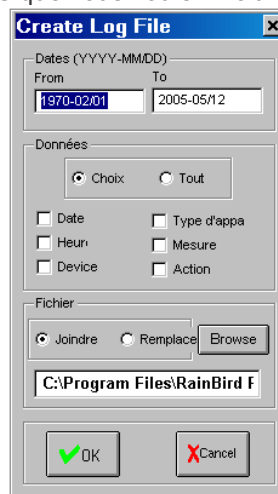 Create Log File
Dates (YYYY-MM/DD)
From To
1970-02/01 2005-05/12
Données
Choix Tout
Date Type d'appa
Heur Mesure
Device Action
Fichier
Joindre Remplace Browse
C:\Program Files\RainBird F
OK Cancel